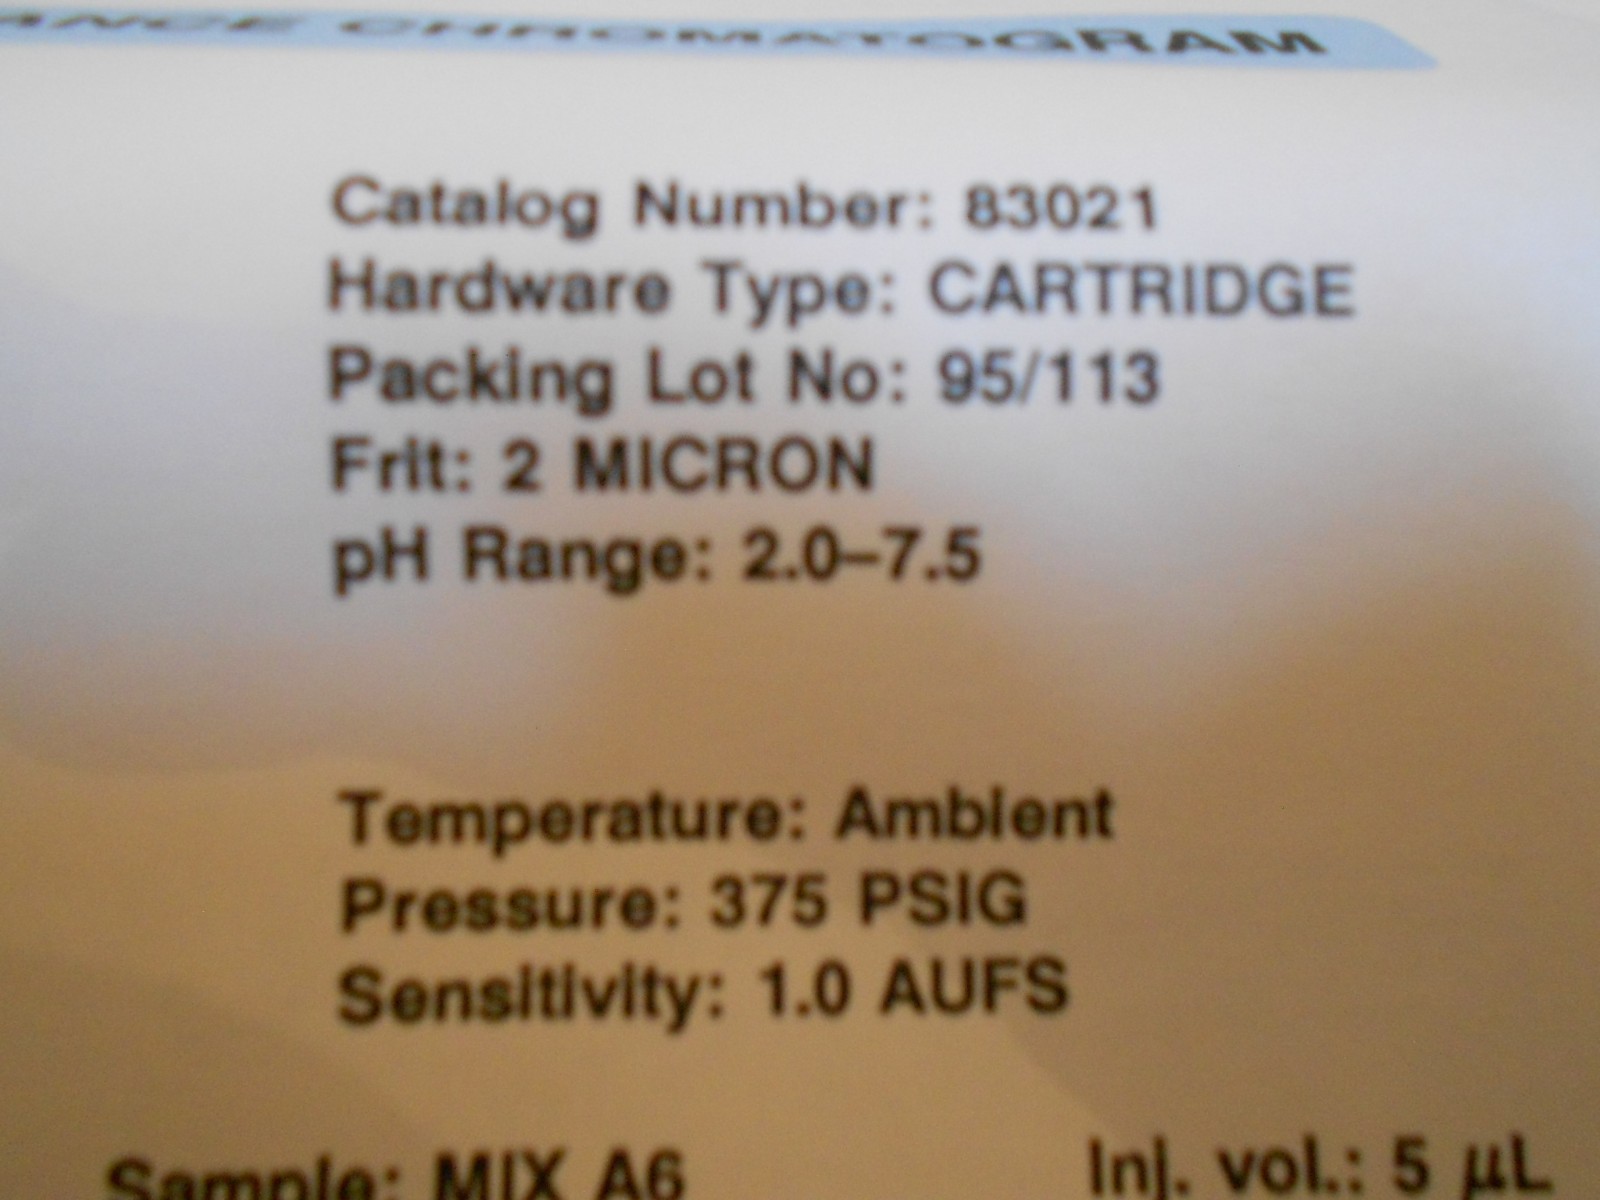 CHROMATOGRAM
Catalog Number: 83021
Hardware Type: CARTRIDGE
Packing Lot No: 95/113
Frit: 2 MICRON
pH Range: 2.0–7.5
Temperature: Ambient
Pressure: 375 PSIG
Sensitivity: 1.0 AUFS
Sample: MIX A6 Inj. vol.: 5 µL